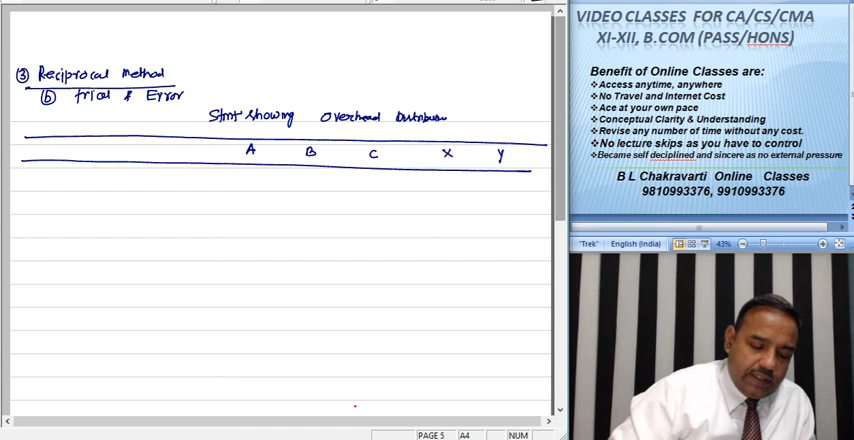 ③ Reciprocal Method
ⓑ Trial & Error
Stmt Showing Overhead Distribution
A B C X Y
PAGE 5 A4 NUM
VIDEO CLASSES FOR CA/CS/CMA
XI-XII, B.COM (PASS/HONS)
Benefit of Online Classes are:
❖Access anytime, anywhere
❖No Travel and Internet Cost
❖Ace at your own pace
❖Conceptual Clarity & Understanding
❖Revise any number of time without any cost.
❖No lecture skips as you have to control
❖Became self deciplined and sincere as no external pressure
B L Chakravarti Online Classes
9810993376, 9910993376
"Trek" English (India) 43%